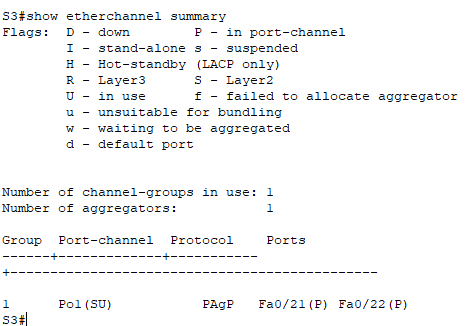 S3#show etherchannel summary
Flags:  D - down        P - in port-channel
        I - stand-alone s - suspended
        H - Hot-standby (LACP only)
        R - Layer3      S - Layer2
        U - in use      f - failed to allocate aggregator
        u - unsuitable for bundling
        w - waiting to be aggregated
        d - default port
Number of channel-groups in use: 1
Number of aggregators:           1
Group  Port-channel  Protocol    Ports
------+-------------+-----------
+----------------------------------------------
1      Po1(SU)           PAgP   Fa0/21(P) Fa0/22(P)
S3#